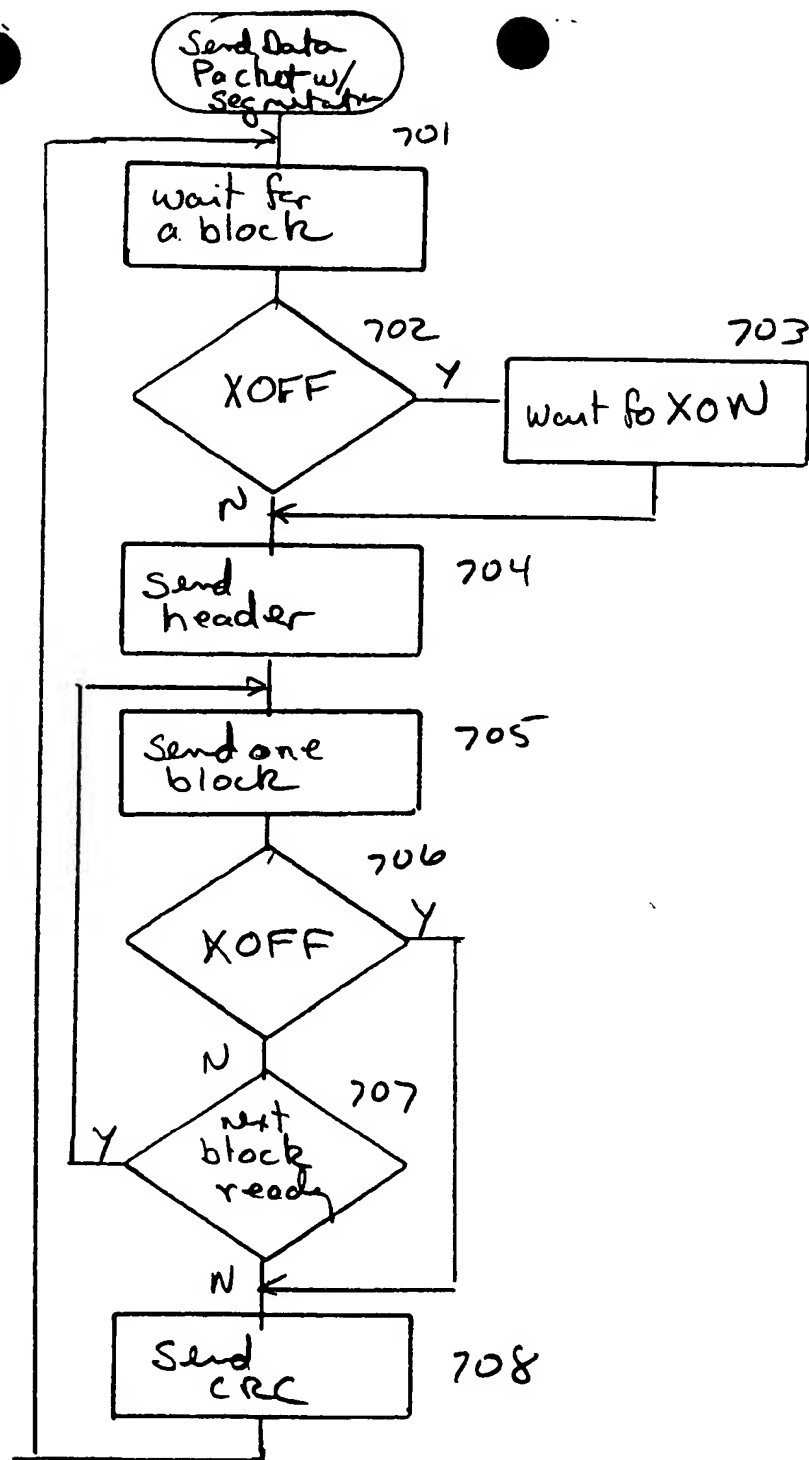 Send Data
Packet w/
701
wait for
a block
702
XOFF
Y
703
wait fo XON
N
704
Send
header
705
Send one
block
706
XOFF
Y
N
707
next
block
ready
Y
N
Send
CRC
708